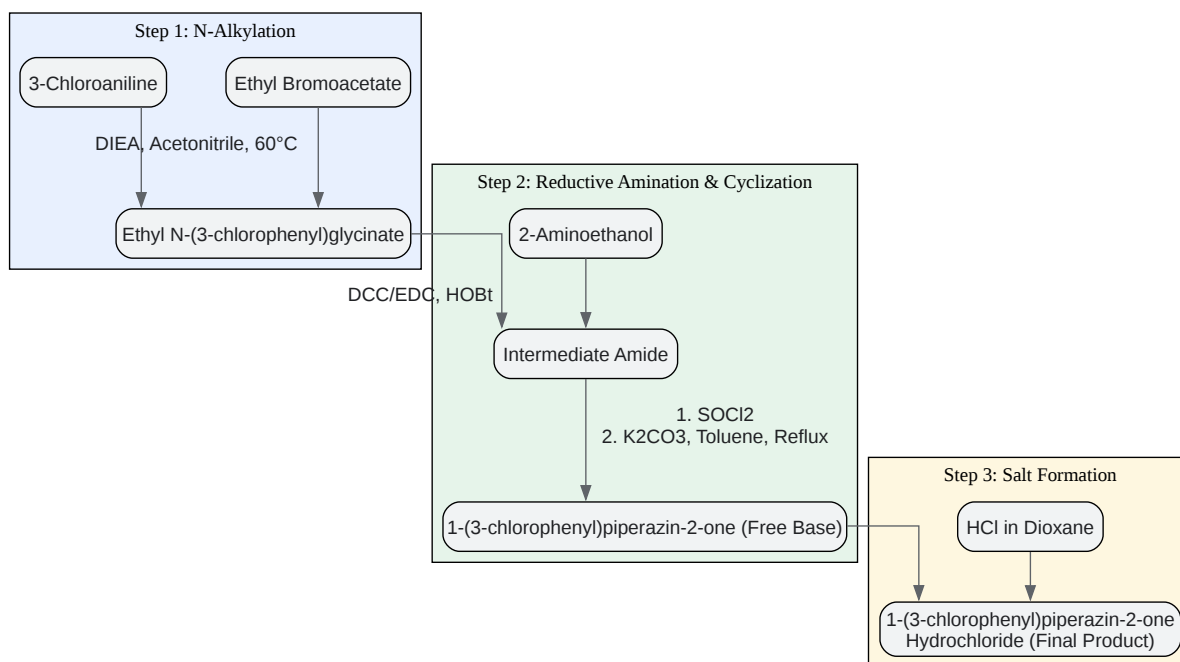 Step 1: N-Alkylation
3-Chloroaniline
Ethyl Bromoacetate
DIEA, Acetonitrile, 60°C
Ethyl N-(3-chlorophenyl)glycinate
Step 2: Reductive Amination & Cyclization
2-Aminoethanol
DCC/EDC, HOBt
Intermediate Amide
1. SOCl2
2. K2CO3, Toluene, Reflux
1-(3-chlorophenyl)piperazin-2-one (Free Base)
Step 3: Salt Formation
HCl in Dioxane
1-(3-chlorophenyl)piperazin-2-one
Hydrochloride (Final Product)